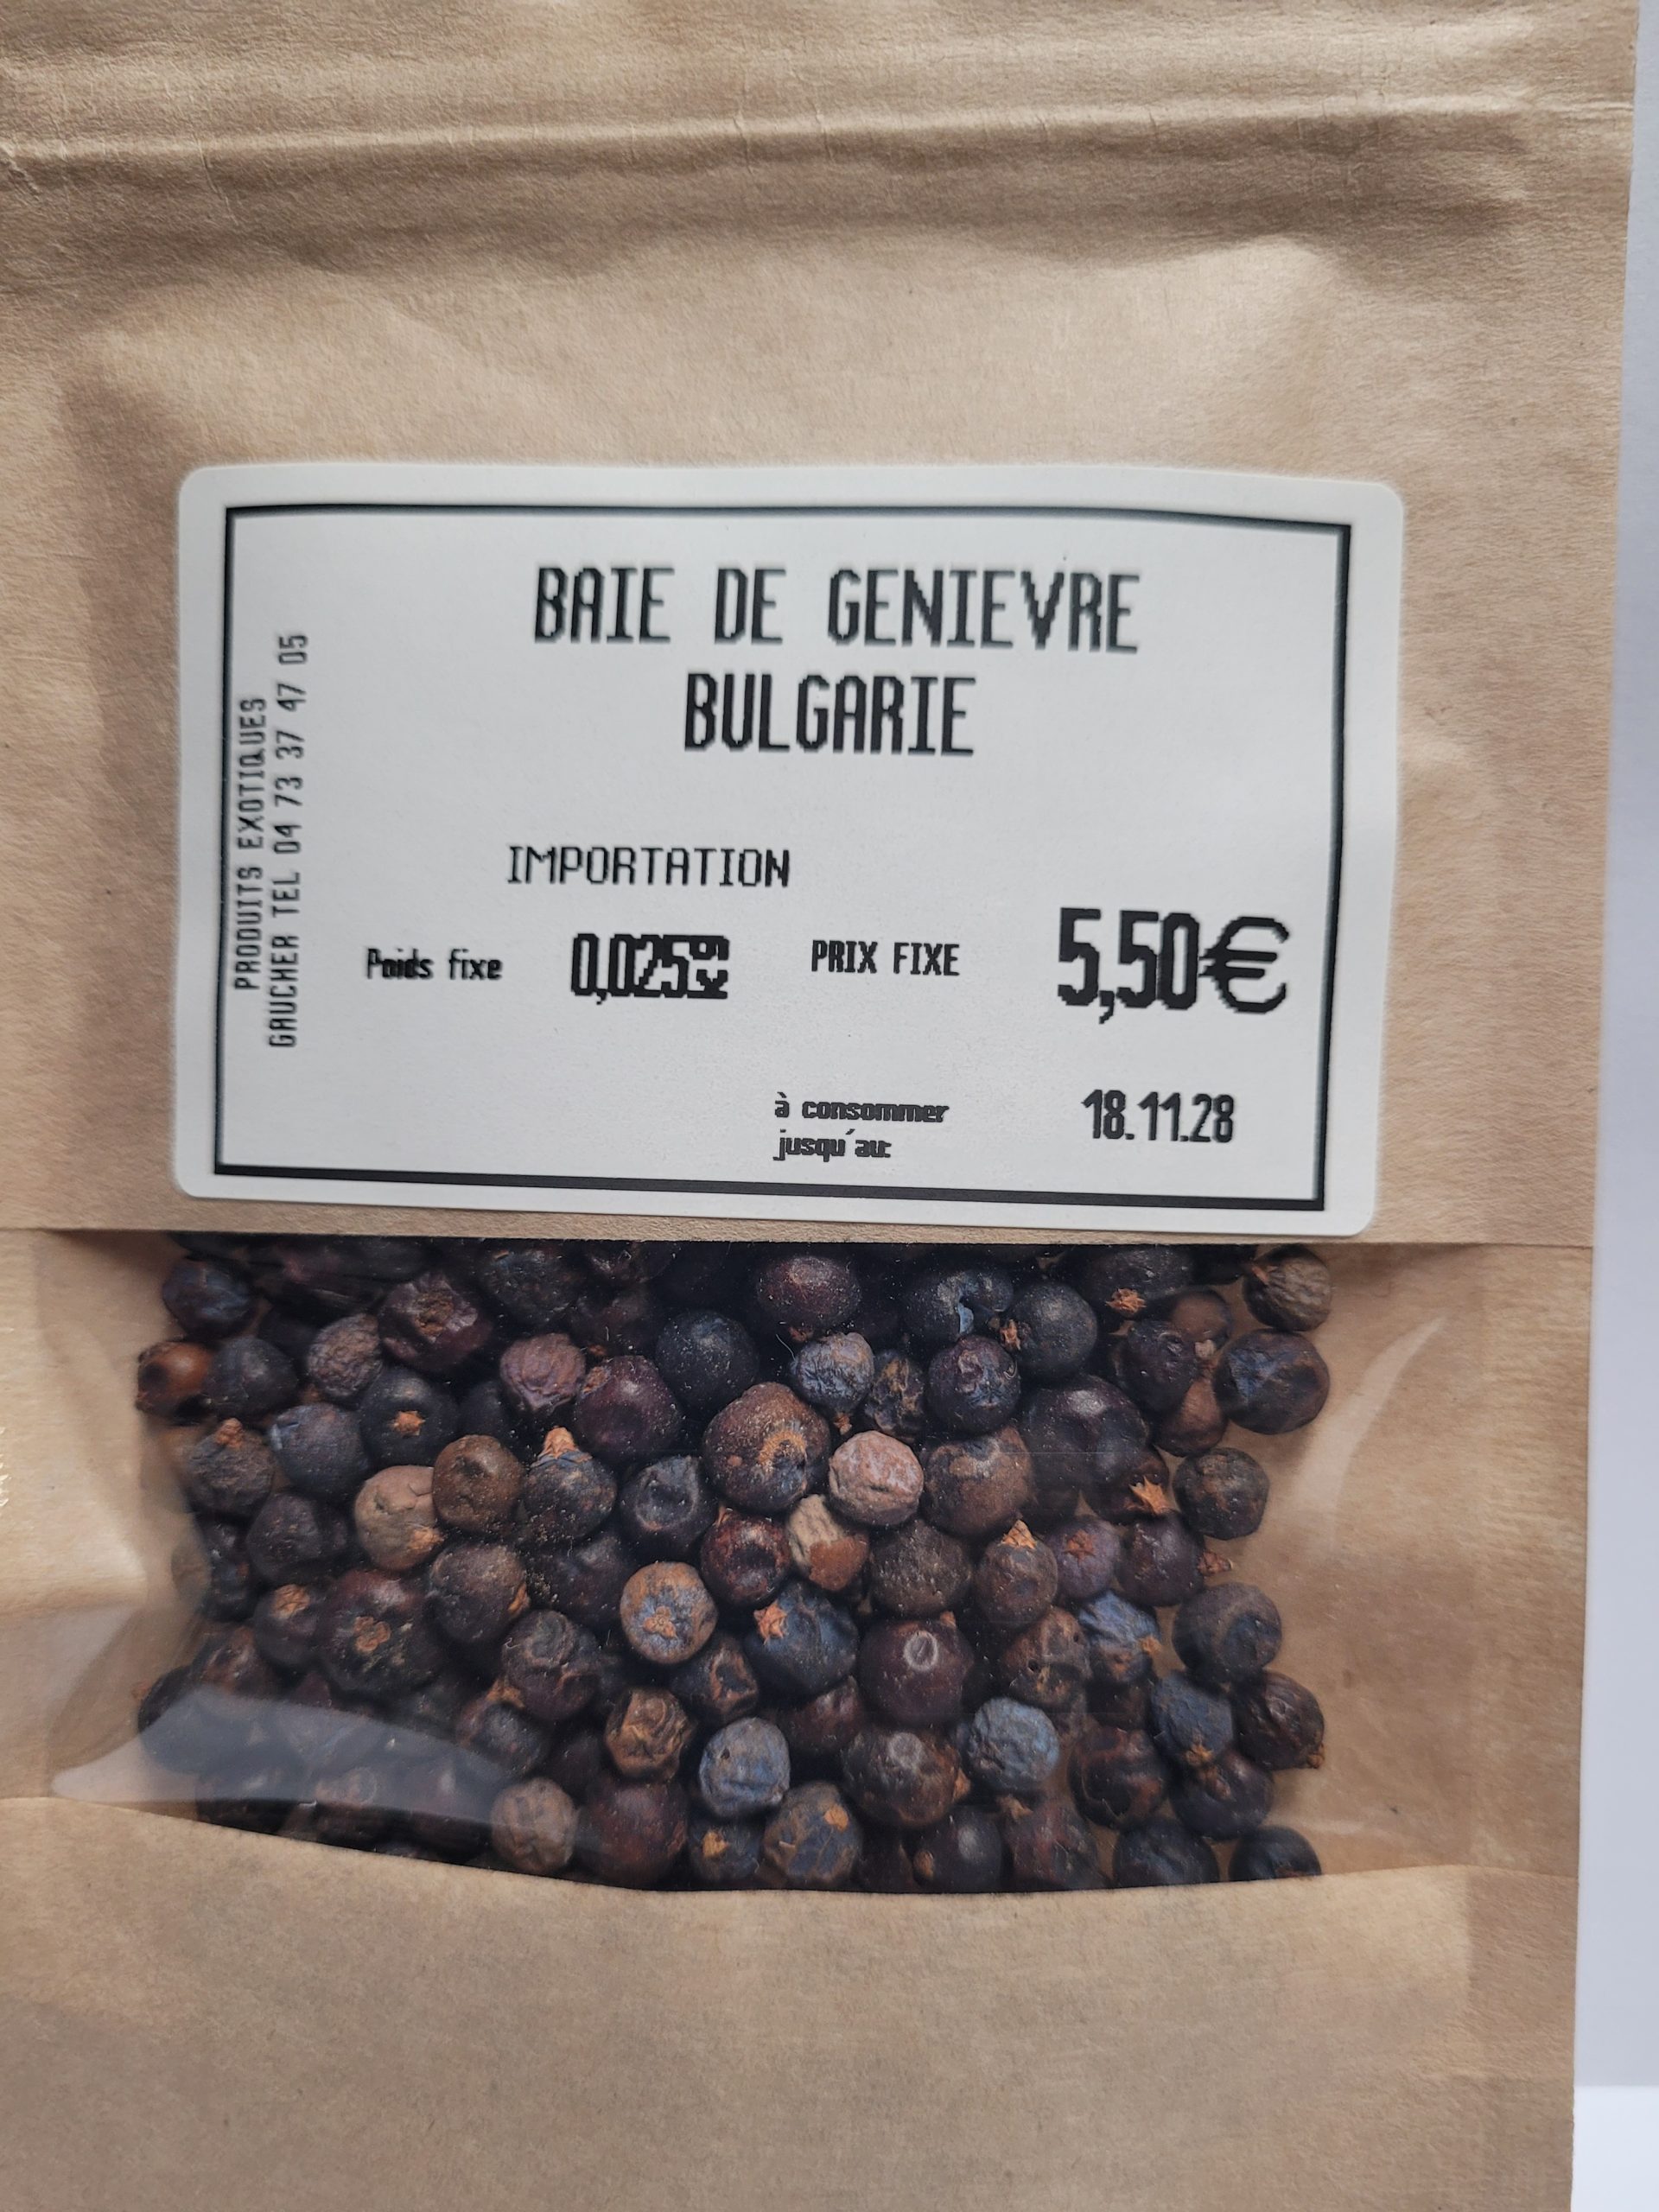 BAIE DE GENIEVRE
BULGARIE
IMPORTATION
Poids fixe 0,025 PRIX FIXE 5,50€
à consommer
jusqu'au: 18.11.28
PRODUITS EXOTIQUES
GAUCHER TEL 04 73 37 47 05